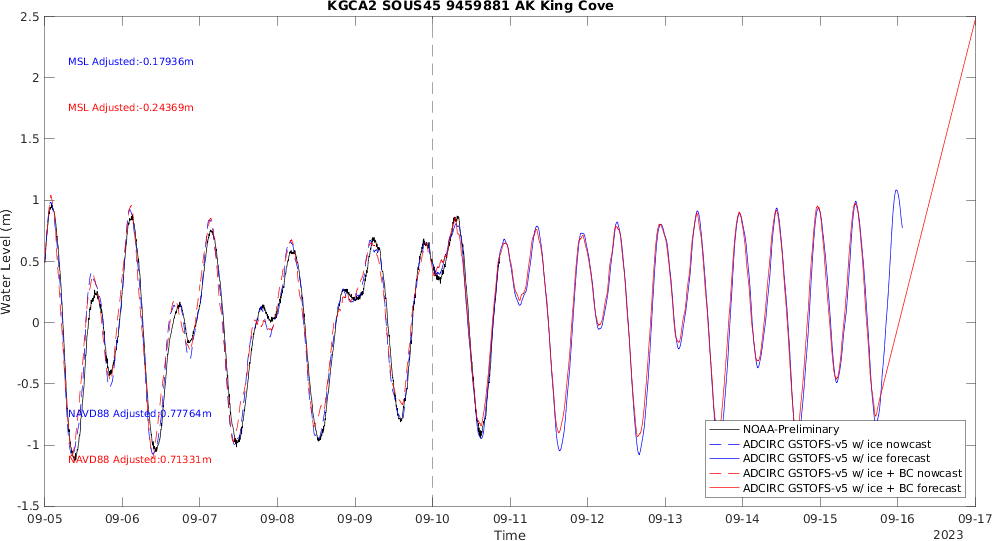 KGCA2 SOUS45 9459881 AK King Cove
2.5
2
1.5
1
0.5
0
-0.5
-1
-1.5
Water Level (m)
MSL Adjusted:-0.17936m
MSL Adjusted:-0.24369m
NAVD88 Adjusted:0.77764m
NAVD88 Adjusted:0.71331m
NOAA-Preliminary
ADCIRC GSTOFS-v5 w/ ice nowcast
ADCIRC GSTOFS-v5 w/ ice forecast
ADCIRC GSTOFS-v5 w/ ice + BC nowcast
ADCIRC GSTOFS-v5 w/ ice + BC forecast
09-05 09-06 09-07 09-08 09-09 09-10 09-11 09-12 09-13 09-14 09-15 09-16 09-17
Time
2023